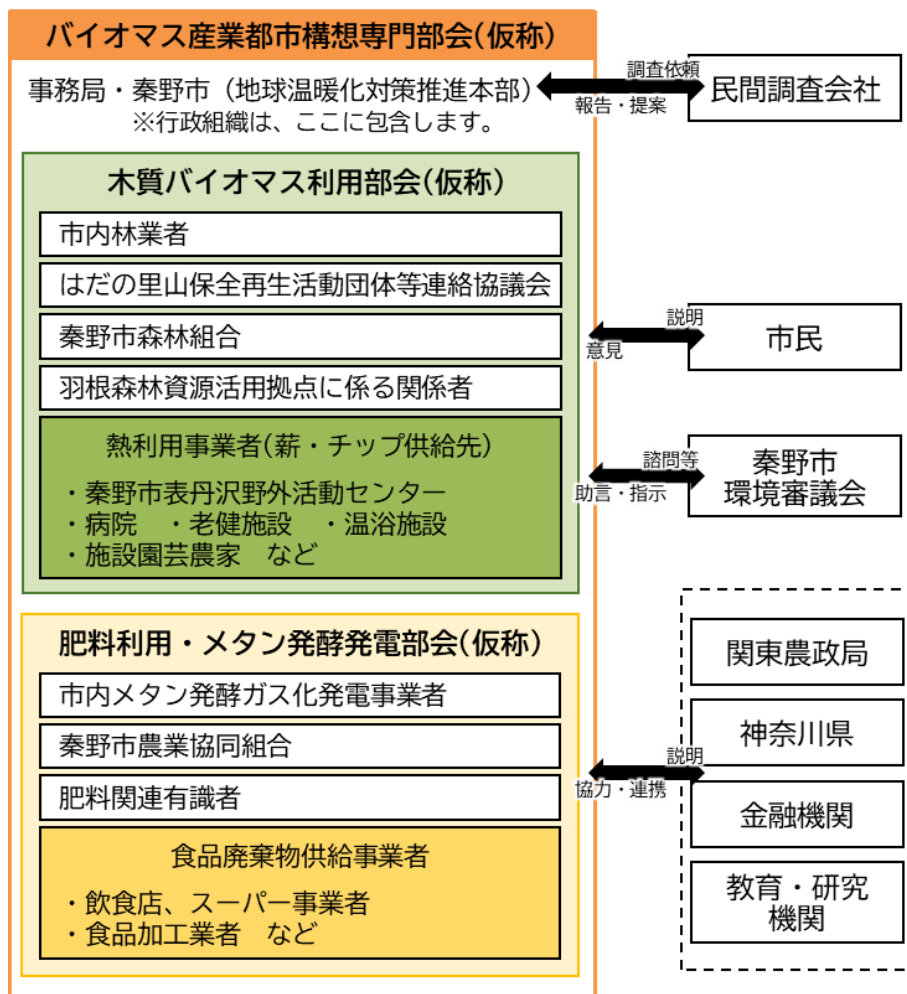 バイオマス産業都市構想専門部会(仮称)
事務局・秦野市（地球温暖化対策推進本部）
※行政組織は、ここに包含します。
調査依頼
報告・提案
民間調査会社
木質バイオマス利用部会(仮称)
市内林業者
はだの里山保全再生活動団体等連絡協議会
秦野市森林組合
羽根森林資源活用拠点に係る関係者
熱利用事業者(薪・チップ供給先)
・秦野市表丹沢野外活動センター
・病院　・老健施設　・温浴施設
・施設園芸農家　など
説明
意見
市民
諮問等
助言・指示
秦野市
環境審議会
肥料利用・メタン発酵発電部会(仮称)
市内メタン発酵ガス化発電事業者
秦野市農業協同組合
肥料関連有識者
食品廃棄物供給事業者
・飲食店、スーパー事業者
・食品加工業者　など
説明
協力・連携
関東農政局
神奈川県
金融機関
教育・研究
機関